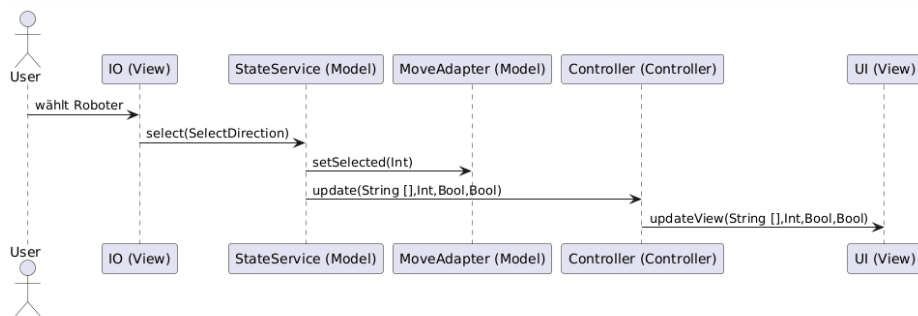 User
IO (View)
StateService (Model)
MoveAdapter (Model)
Controller (Controller)
UI (View)
wählt Roboter
select(SelectDirection)
setSelected(Int)
update(String [],Int,Bool,Bool)
updateView(String [],Int,Bool,Bool)
User
IO (View)
StateService (Model)
MoveAdapter (Model)
Controller (Controller)
UI (View)